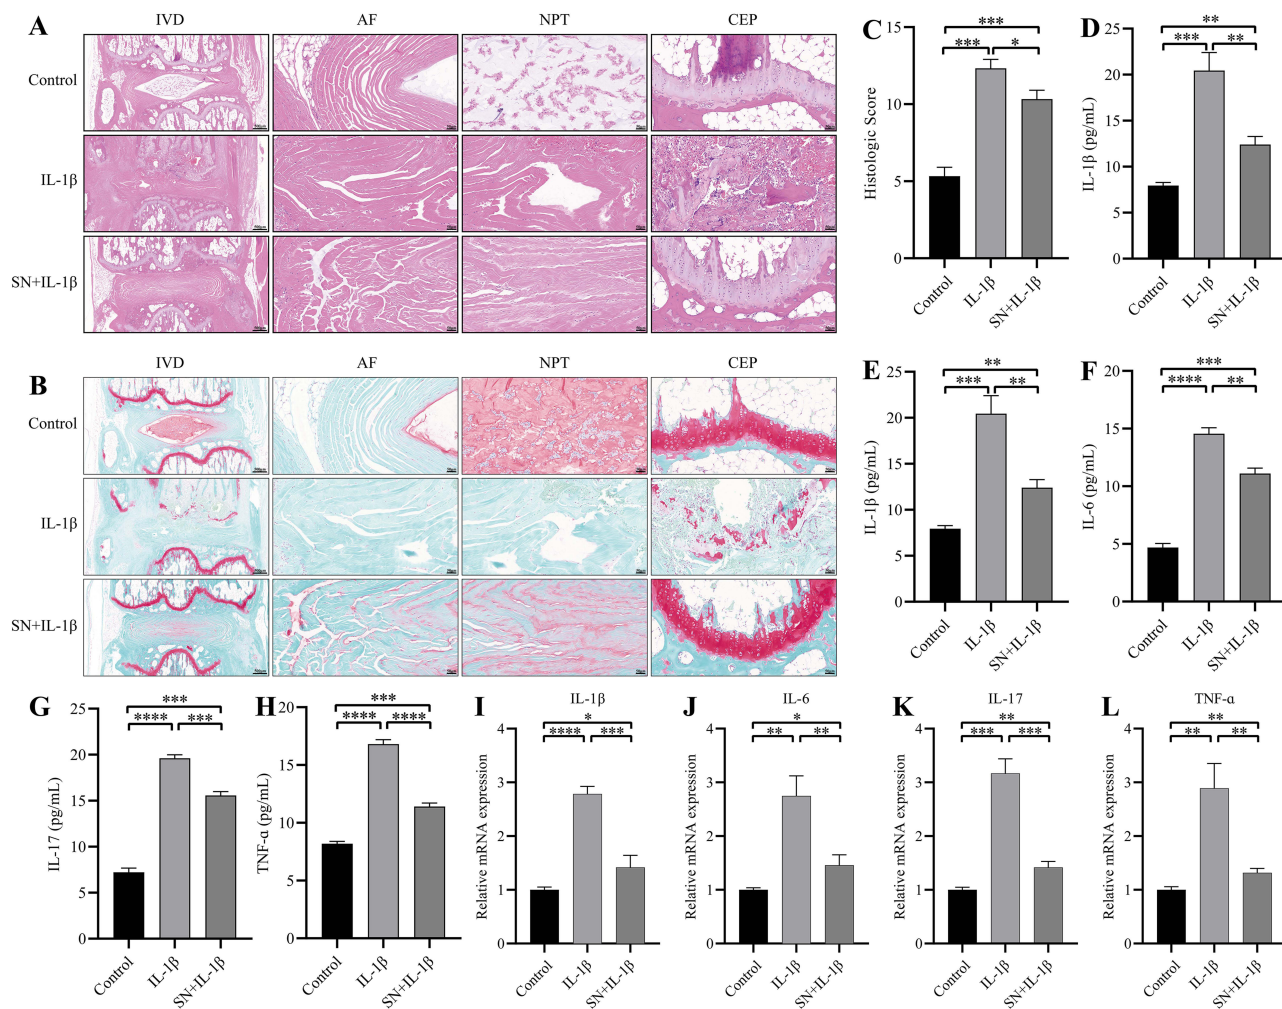 A
IVD
AF
NPT
CEP
Control
IL-1β
SN+IL-1β
B
IVD
AF
NPT
CEP
Control
IL-1β
SN+IL-1β
C
***
***
*
Histologic Score
15
10
5
0
Control
IL-1β
SN+IL-1β
D
**
***
**
IL-1β (pg/mL)
25
20
15
10
5
0
Control
IL-1β
SN+IL-1β
E
**
***
**
IL-1β (pg/mL)
25
20
15
10
5
0
Control
IL-1β
SN+IL-1β
F
***
****
**
IL-6 (pg/mL)
20
15
10
5
0
Control
IL-1β
SN+IL-1β
G
***
****
***
IL-17 (pg/mL)
25
20
15
10
5
0
Control
IL-1β
SN+IL-1β
H
***
****
****
TNF-α (pg/mL)
20
15
10
5
0
Control
IL-1β
SN+IL-1β
I
IL-1β
*
****
***
Relative mRNA expression
4
3
2
1
0
Control
IL-1β
SN+IL-1β
J
IL-6
*
**
**
Relative mRNA expression
4
3
2
1
0
Control
IL-1β
SN+IL-1β
K
IL-17
**
***
***
Relative mRNA expression
4
3
2
1
0
Control
IL-1β
SN+IL-1β
L
TNF-α
**
**
**
Relative mRNA expression
4
3
2
1
0
Control
IL-1β
SN+IL-1β